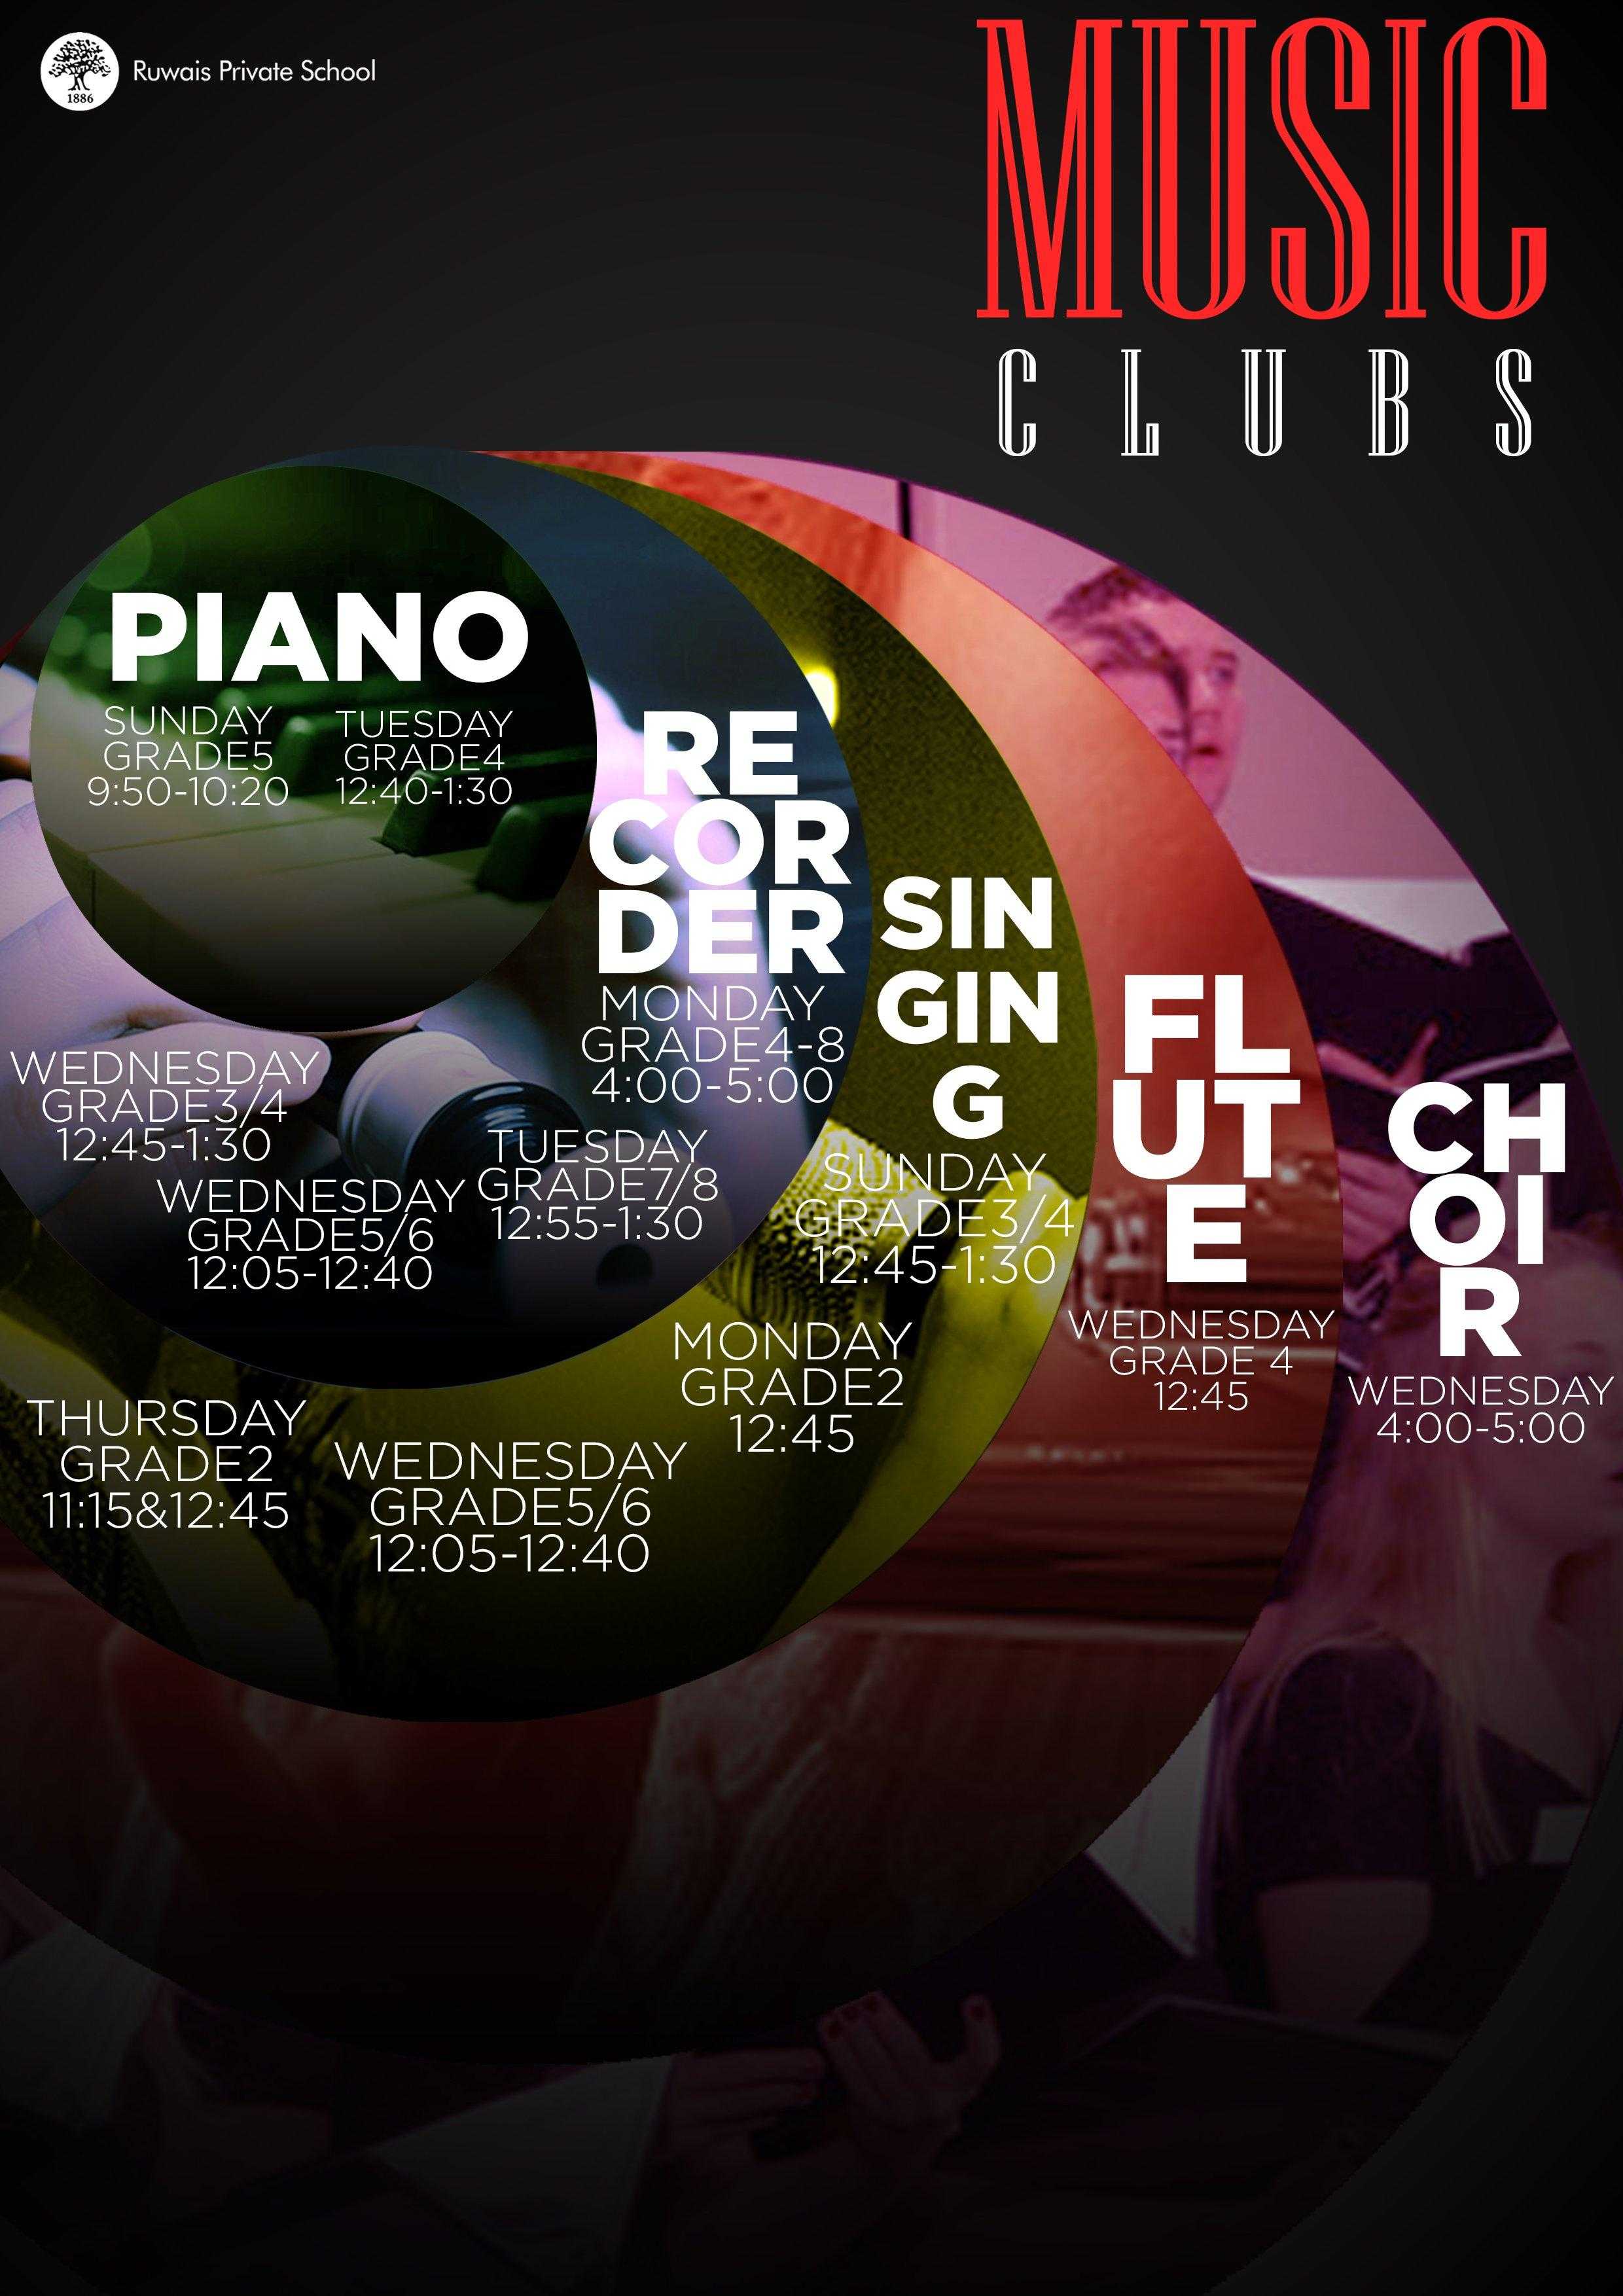 1886
Ruwais Private School
MUSIC
CLUBS
PIANO
SUNDAY
GRADE5
9:50-10:20
TUESDAY
GRADE4
12:40-1:30
RE
COR
DER
MONDAY
GRADE4-8
4:00-5:00
TUESDAY
GRADE7/8
12:55-1:30
WEDNESDAY
GRADE5/6
12:05-12:40
WEDNESDAY
GRADE3/4
12:45-1:30
SIN
GIN
G
SUNDAY
GRADE3/4
12:45-1:30
MONDAY
GRADE2
12:45
WEDNESDAY
GRADE5/6
12:05-12:40
THURSDAY
GRADE2
11:15&12:45
FL
UT
E
WEDNESDAY
GRADE 4
12:45
CH
OI
R
WEDNESDAY
4:00-5:00